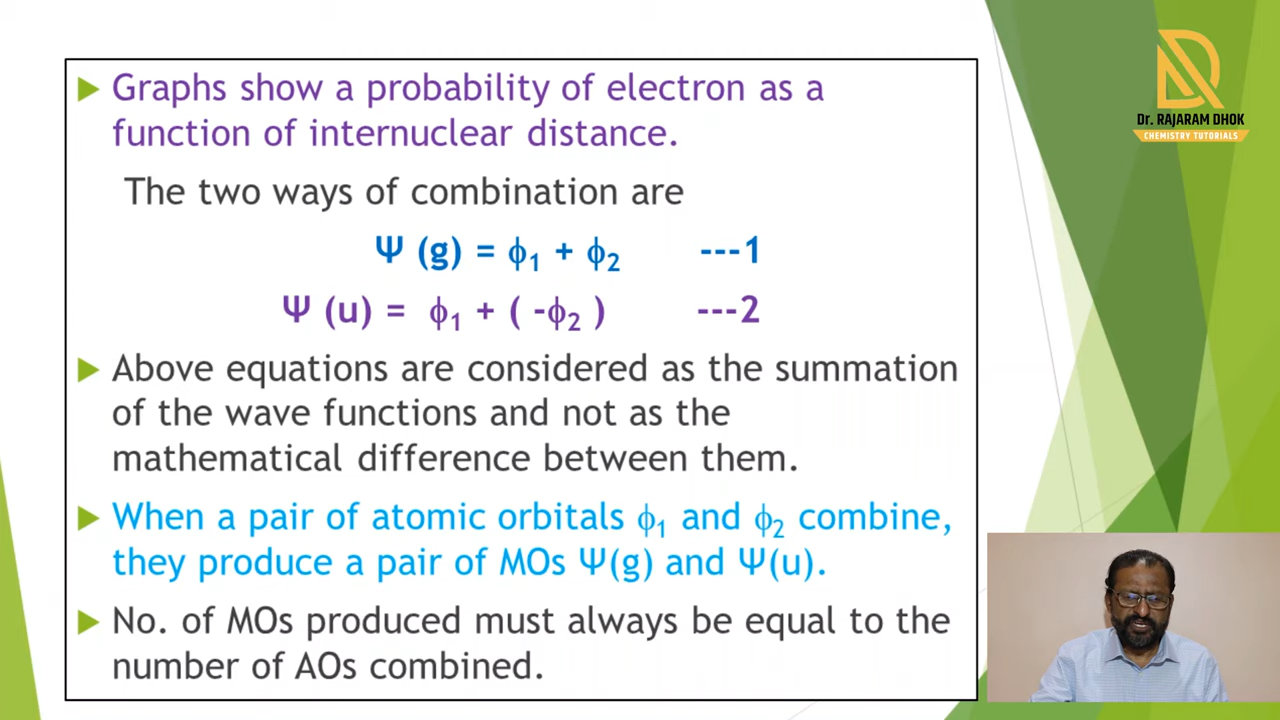 Graphs show a probability of electron as a
function of internuclear distance.
The two ways of combination are
Ψ (g) = ϕ₁ + ϕ₂ ---1
Ψ (u) = ϕ₁ + ( -ϕ₂ ) ---2
Above equations are considered as the summation
of the wave functions and not as the
mathematical difference between them.
When a pair of atomic orbitals ϕ₁ and ϕ₂ combine,
they produce a pair of MOs Ψ(g) and Ψ(u).
No. of MOs produced must always be equal to the
number of AOs combined.
Dr. RAJARAM DHOK
CHEMISTRY TUTORIALS